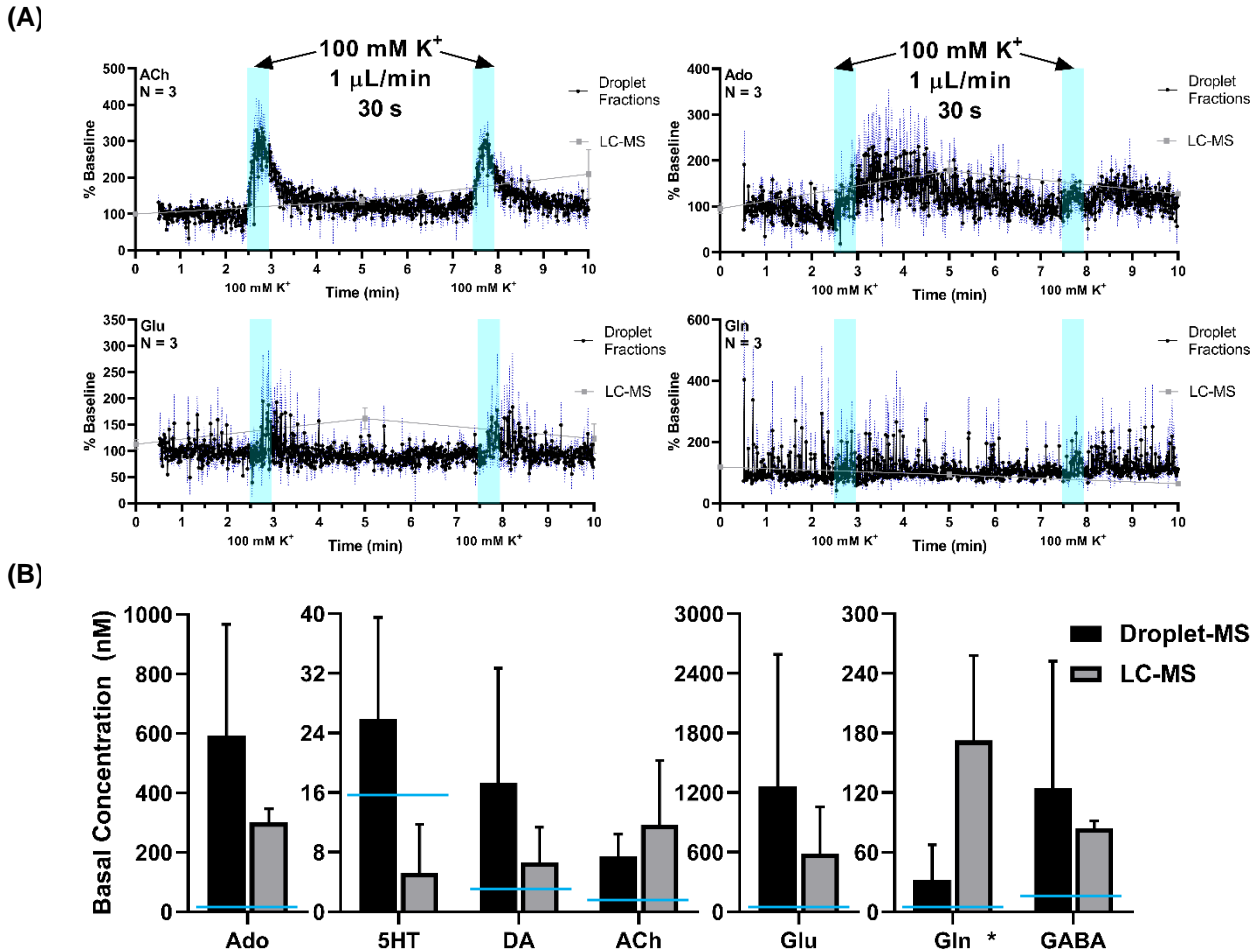 (A)
100 mM K⁺
1 µL/min
30 s
ACh
N = 3
Droplet
Fractions
LC-MS
% Baseline
500
400
300
200
100
0
0 1 2 3 4 5 6 7 8 9 10
100 mM K⁺ Time (min) 100 mM K⁺
100 mM K⁺
1 µL/min
30 s
Ado
N = 3
Droplet
Fractions
LC-MS
% Baseline
400
300
200
100
0
0 1 2 3 4 5 6 7 8 9 10
100 mM K⁺ Time (min) 100 mM K⁺
Glu
N = 3
Droplet
Fractions
LC-MS
% Baseline
350
300
250
200
150
100
50
0
0 1 2 3 4 5 6 7 8 9 10
100 mM K⁺ Time (min) 100 mM K⁺
Gln
N = 3
Droplet
Fractions
LC-MS
% Baseline
600
400
200
100
0
0 1 2 3 4 5 6 7 8 9 10
100 mM K⁺ Time (min) 100 mM K⁺
(B)
Basal Concentration (nM)
1000
800
600
400
200
0
40
36
24
16
8
0
3000
2400
1800
1200
600
0
300
240
180
120
60
0
Droplet-MS
LC-MS
Ado 5HT DA ACh Glu Gln * GABA